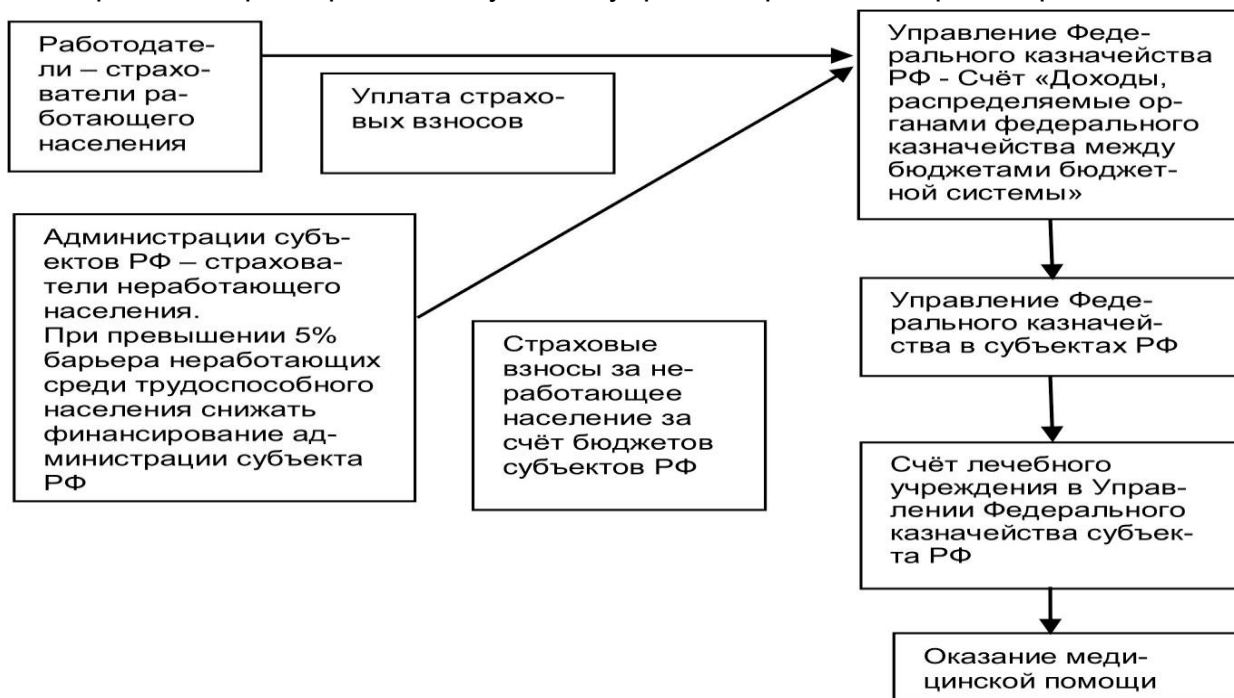 Работодате-
ли – страхо-
ватели ра-
ботающего
населения
Уплата страхо-
вых взносов
Управление Феде-
рального казначейства
РФ - Счёт «Доходы,
распределяемые ор-
ганами федерального
казначейства между
бюджетами бюджет-
ной системы»
Администрации субъ-
ектов РФ – страхова-
тели неработающего
населения.
При превышении 5%
барьера неработающих
среди трудоспособного
населения снижать
финансирование ад-
министрации субъекта
РФ
Страховые
взносы за не-
работающее
население за
счёт бюджетов
субъектов РФ
Управление Феде-
рального казначей-
ства в субъектах РФ
Счёт лечебного
учреждения в Управ-
лении Федерального
казначейства субъек-
та РФ
Оказание меди-
цинской помощи